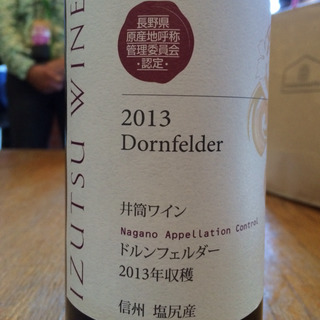 長野県
原産地呼称
管理委員会
・認定・
IZUTSU WINE
2013
Dornfelder
井筒ワイン
Nagano Appellation Control
ドルンフェルダー
2013年収穫
信州 塩尻産